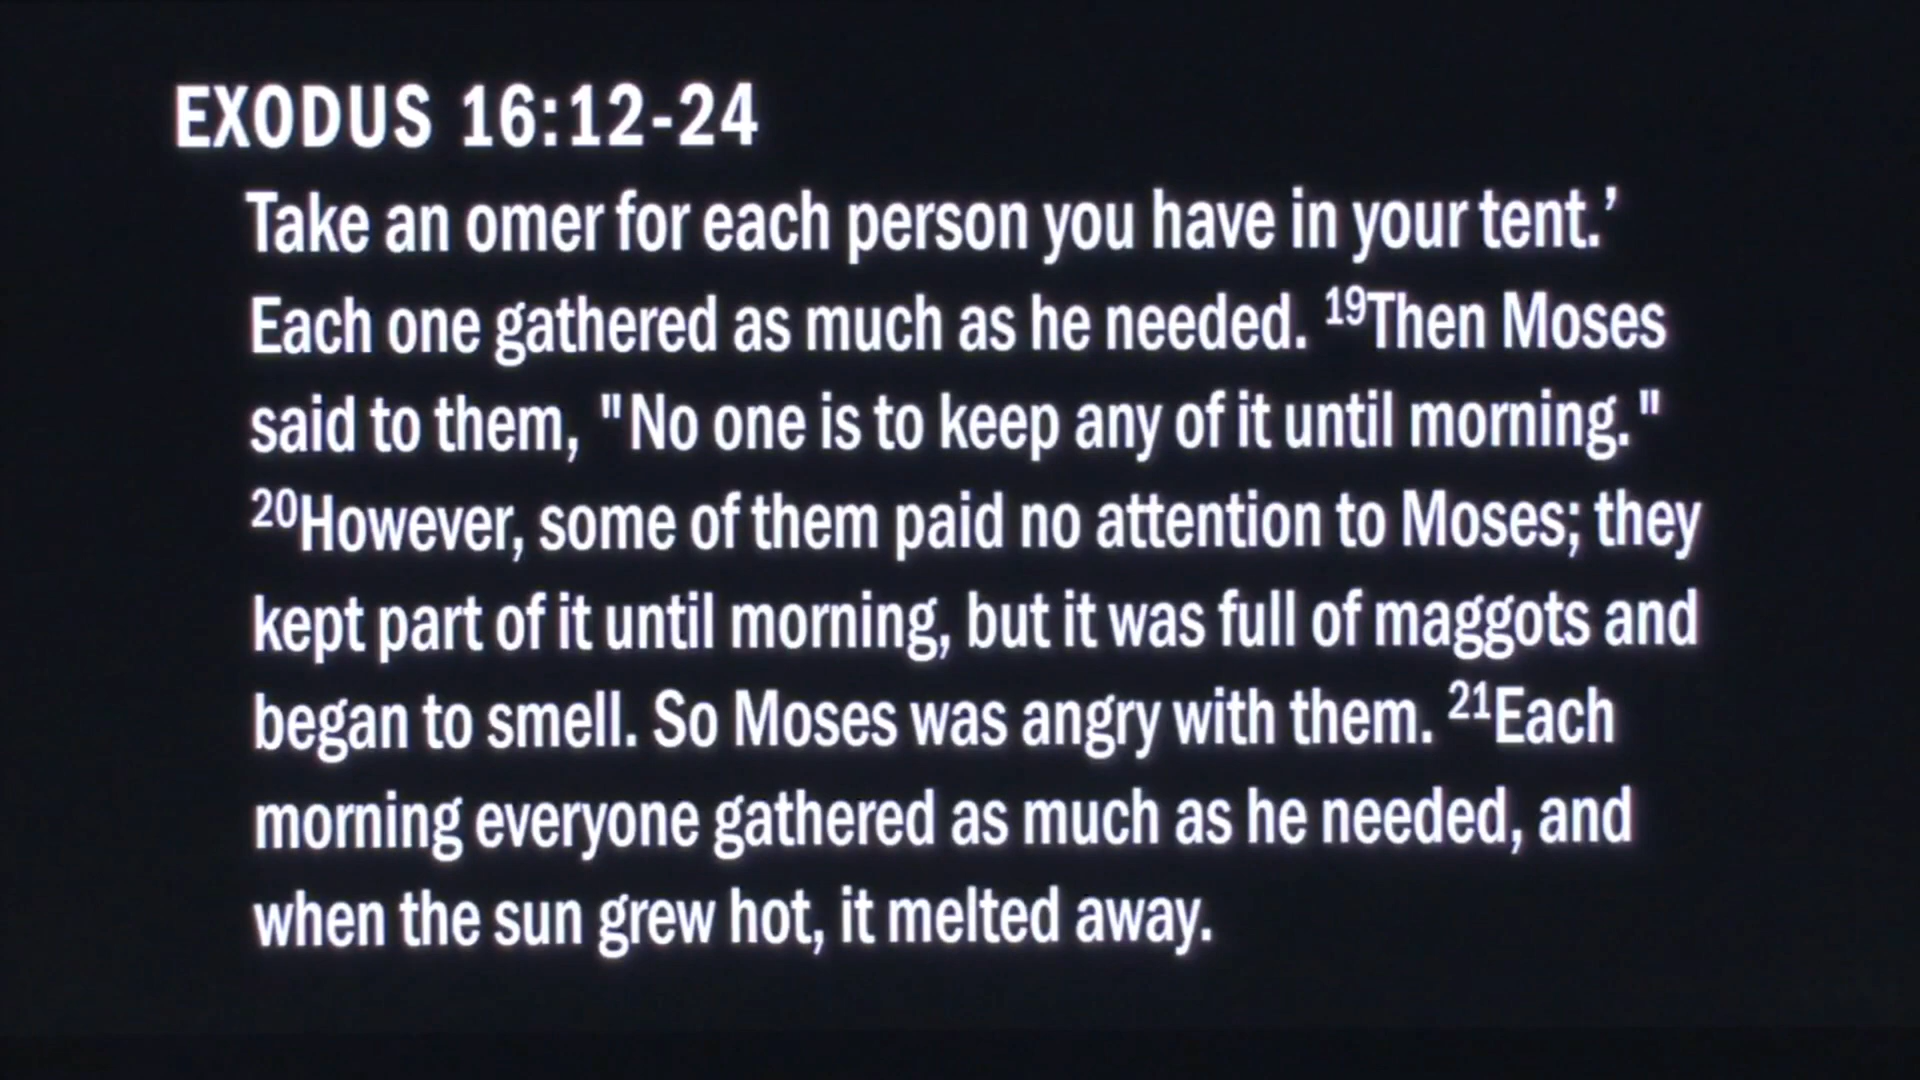 EXODUS 16:12-24
Take an omer for each person you have in your tent.’
Each one gathered as much as he needed. 19Then Moses
said to them, "No one is to keep any of it until morning."
20However, some of them paid no attention to Moses; they
kept part of it until morning, but it was full of maggots and
began to smell. So Moses was angry with them. 21Each
morning everyone gathered as much as he needed, and
when the sun grew hot, it melted away.